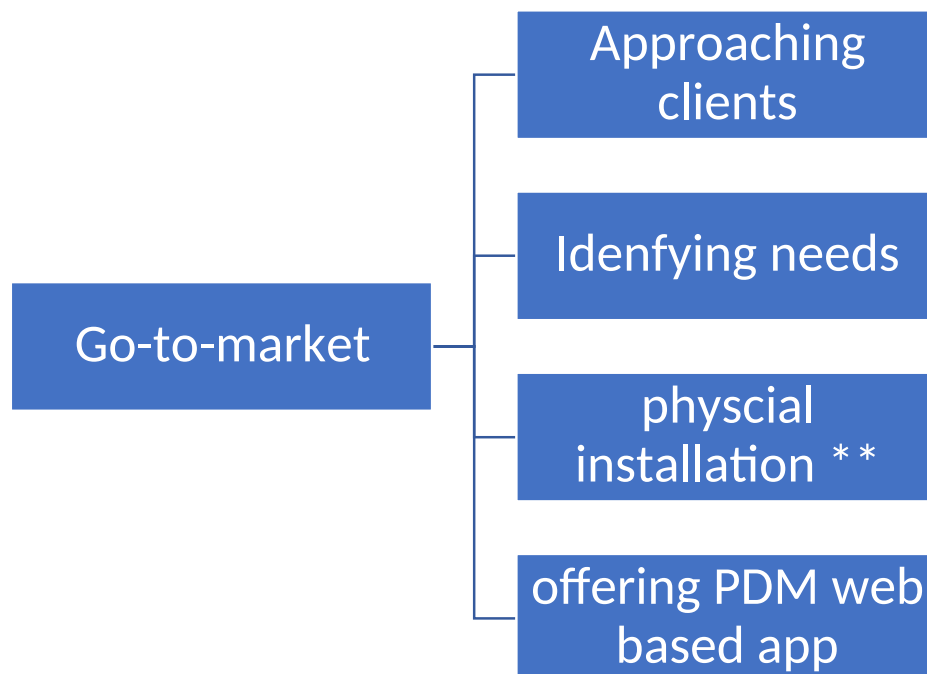 Approaching
clients
Idenfying needs
Go-to-market
physcial
installation **
offering PDM web
based app